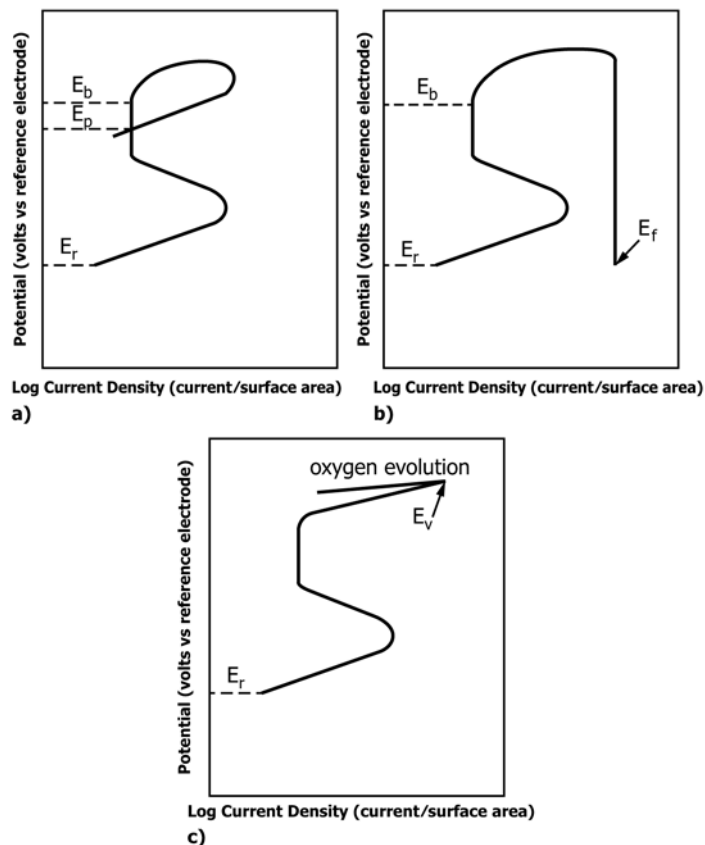 E_b
E_p
E_r
Potential (volts vs reference electrode)
Log Current Density (current/surface area)
a)
E_b
E_r
E_f
Potential (volts vs reference electrode)
Log Current Density (current/surface area)
b)
oxygen evolution
E_v
E_r
Potential (volts vs reference electrode)
Log Current Density (current/surface area)
c)